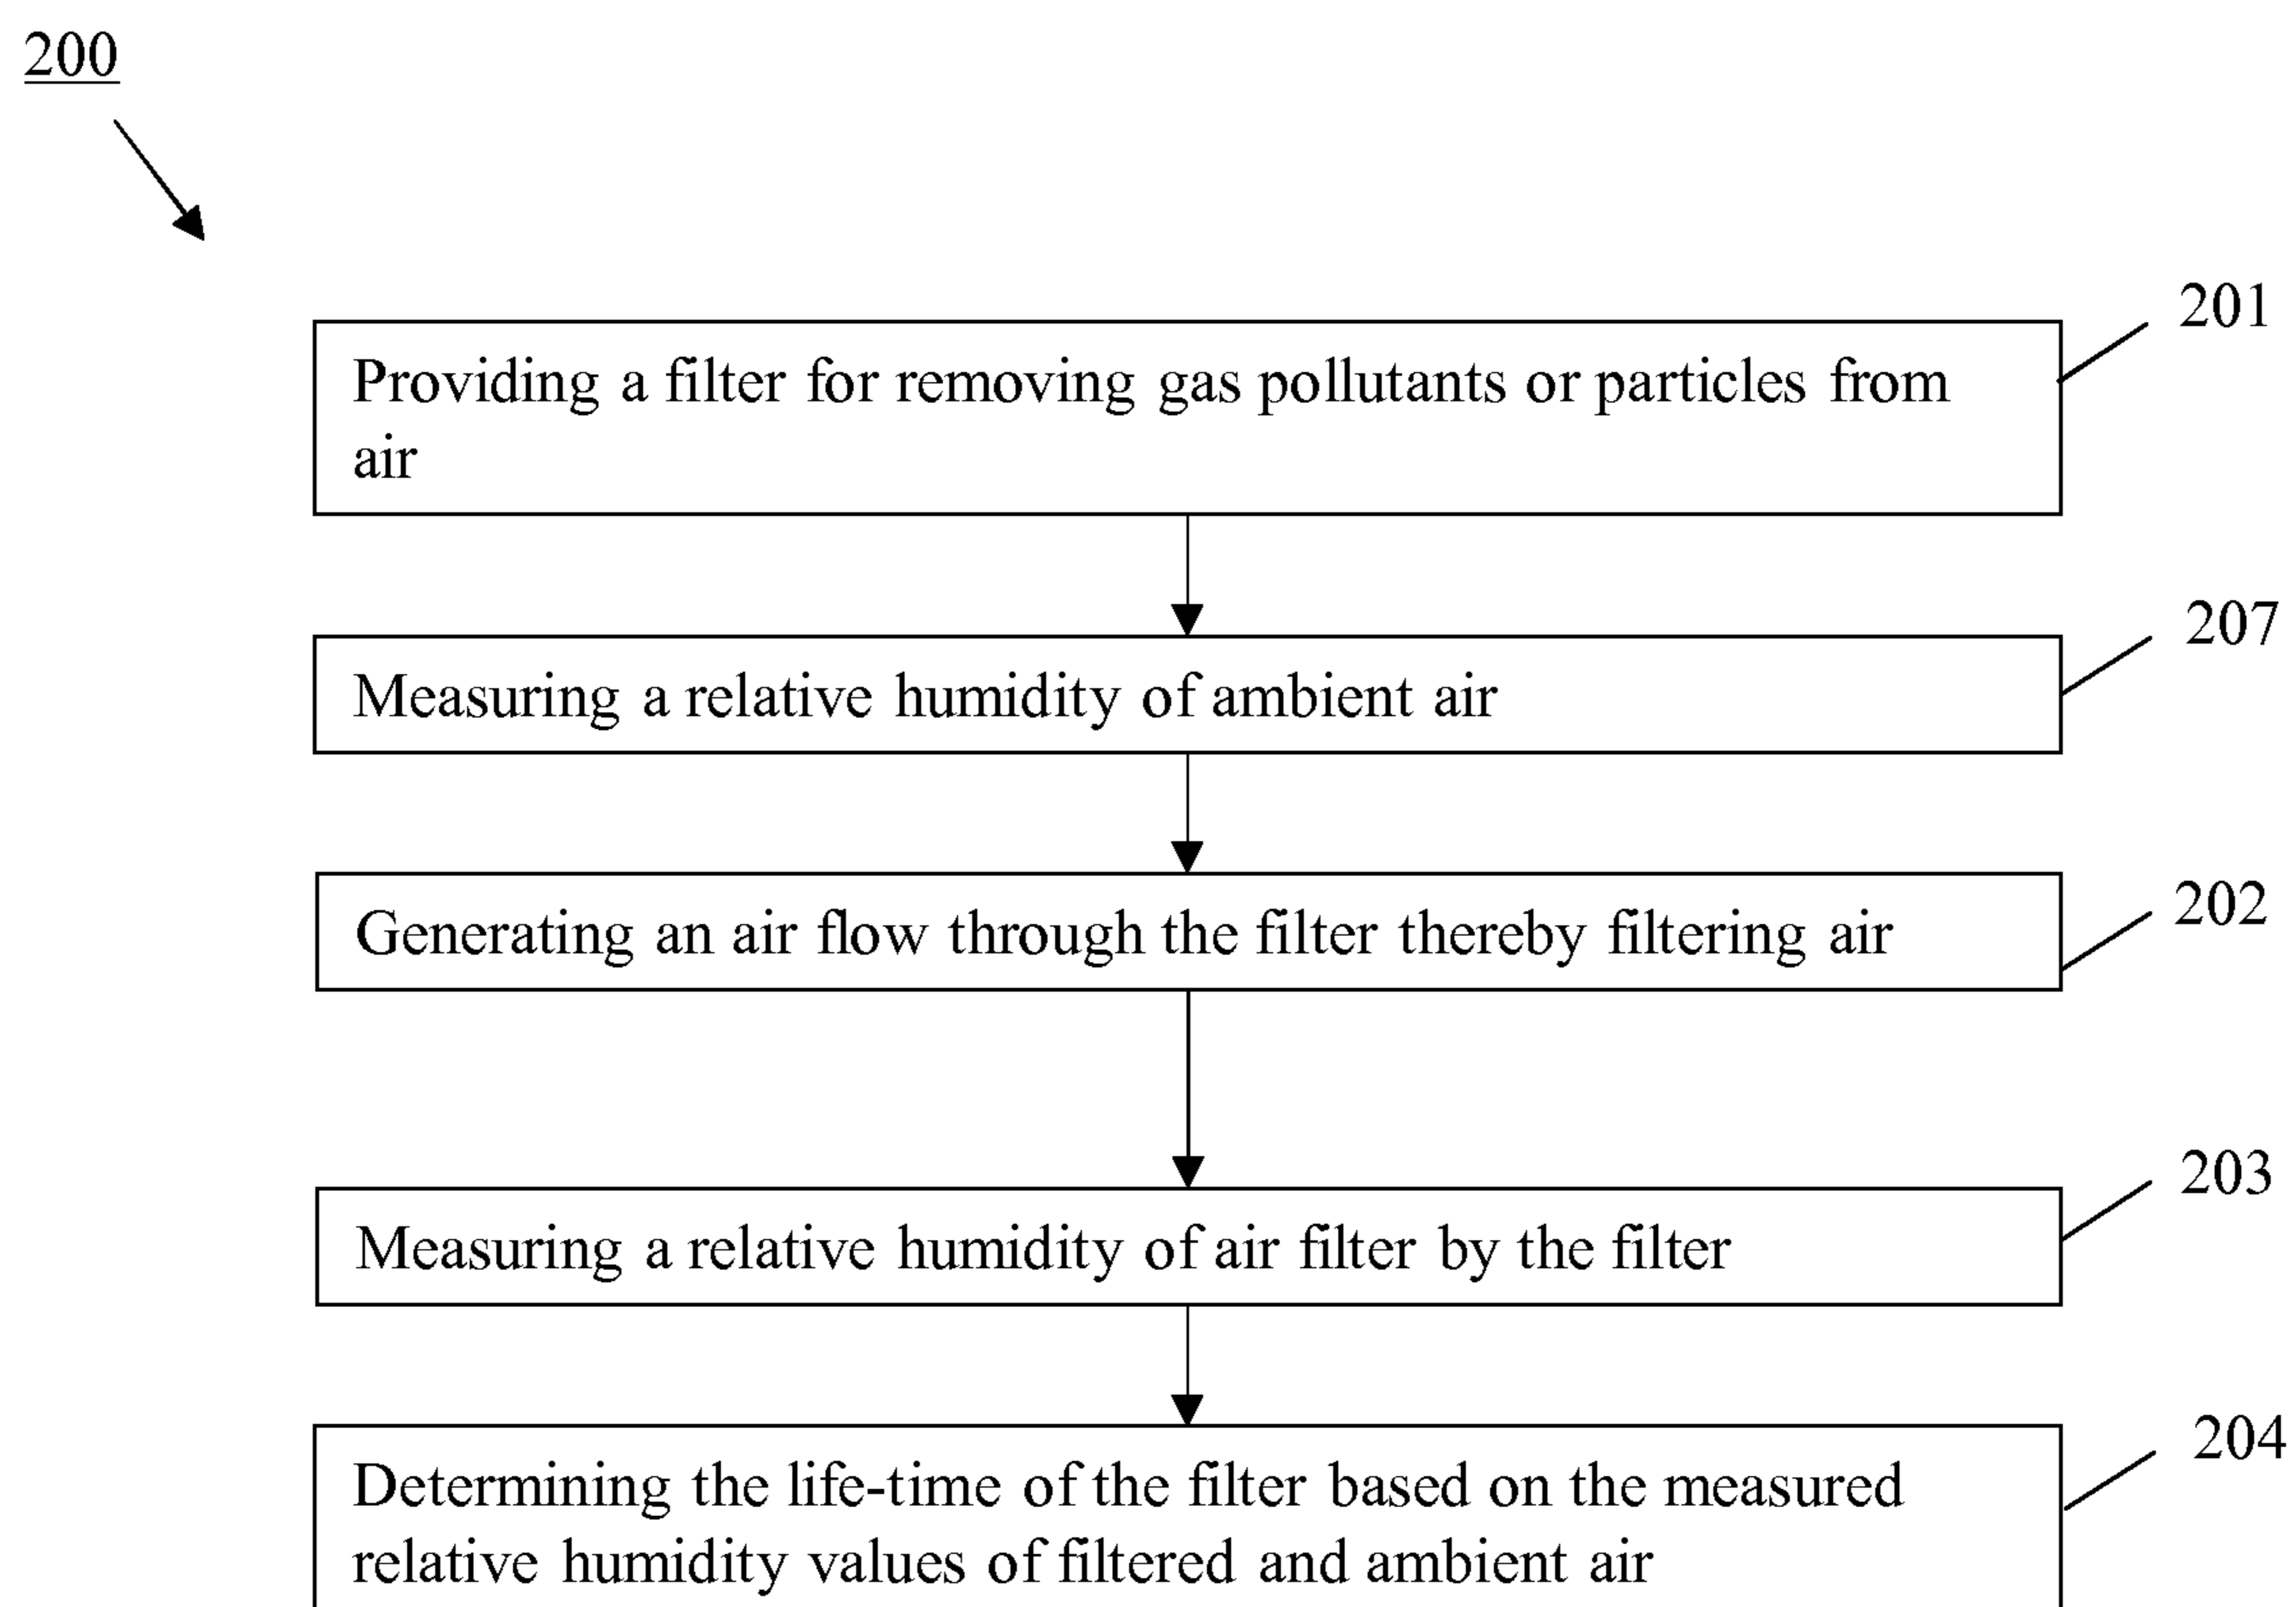 200
201
Providing a filter for removing gas pollutants or particles from
air
207
Measuring a relative humidity of ambient air
202
Generating an air flow through the filter thereby filtering air
203
Measuring a relative humidity of air filter by the filter
204
Determining the life-time of the filter based on the measured
relative humidity values of filtered and ambient air